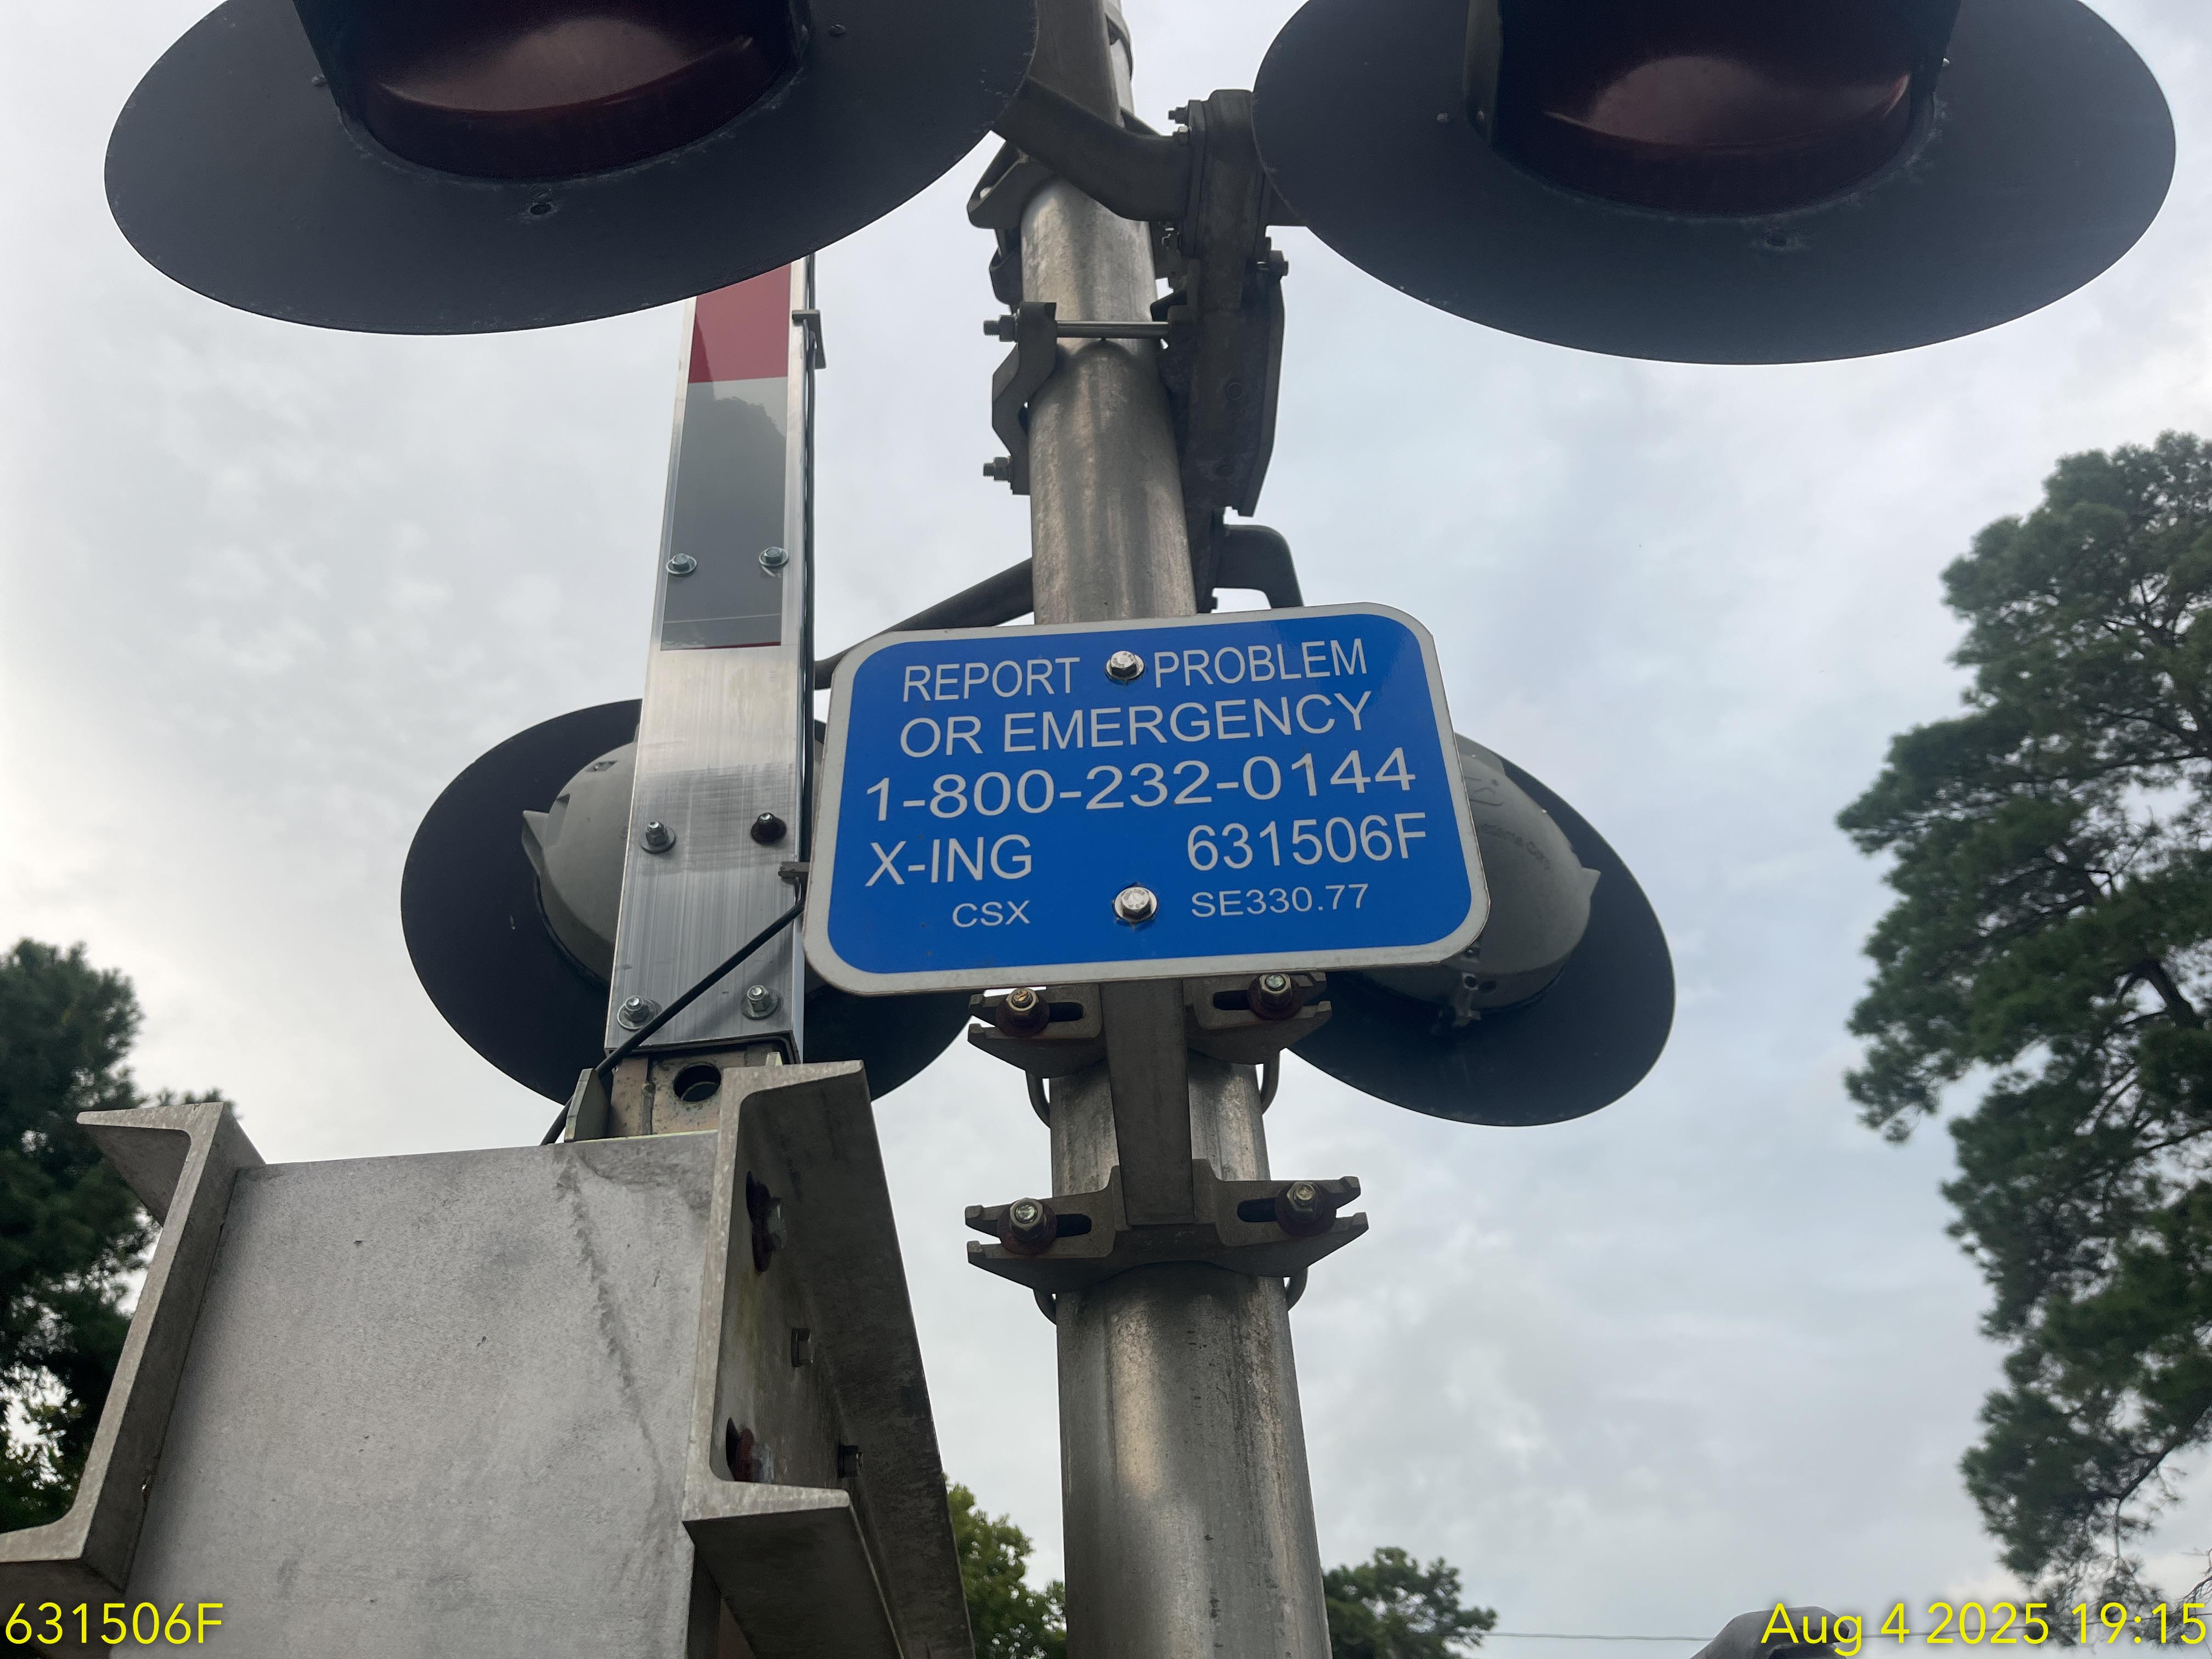 REPORT PROBLEM
OR EMERGENCY
1-800-232-0144
X-ING 631506F
CSX SE330.77
631506F
Aug 4 2025 19:15